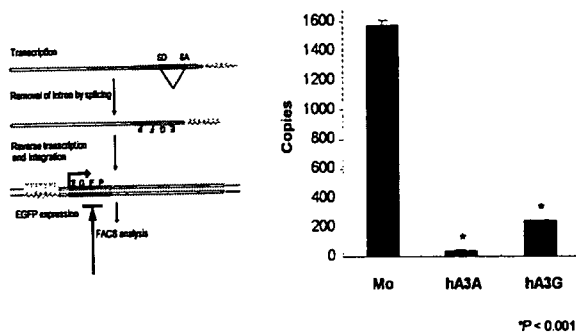 Transcription
SD SA
Removal of intron by splicing
P F G E
Reverse transcription
and integration
E G F P
EGFP expression
FACS analysis
Copies
1600
1400
1200
1000
800
600
400
200
0
*
*
Mo hA3A hA3G
*P < 0.001